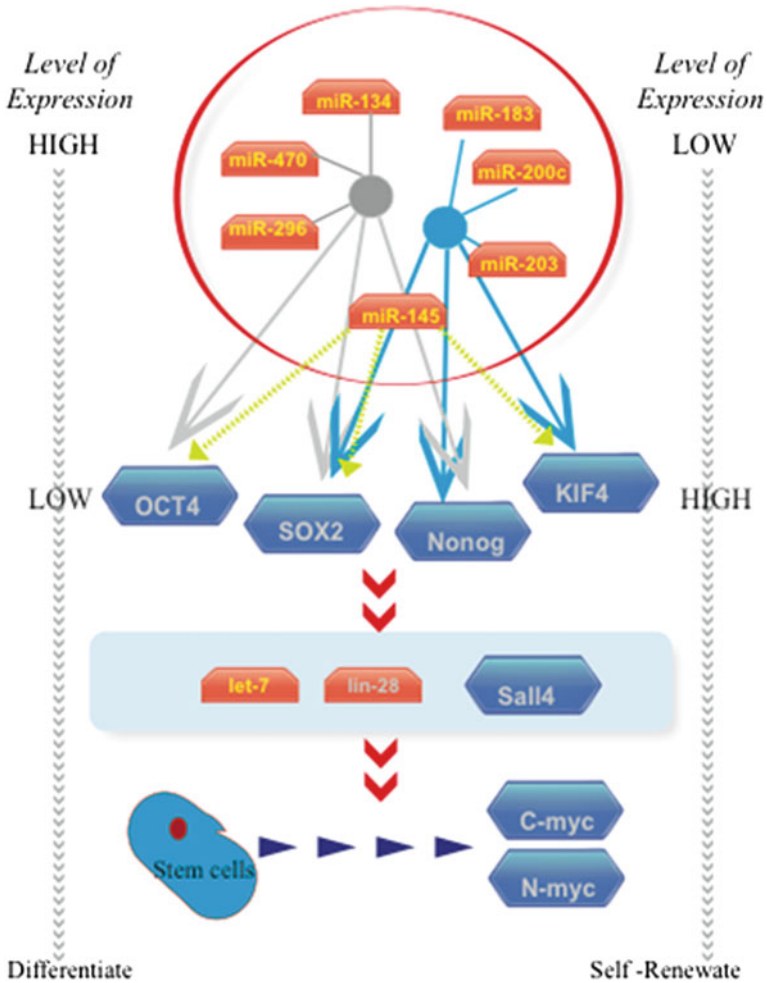 Level of
Expression
HIGH
Level of
Expression
LOW
miR-134
miR-183
miR-470
miR-200c
miR-296
miR-203
miR-145
LOW
OCT4
SOX2
Nonog
KIF4
HIGH
let-7
lin-28
Sall4
Stem cells
C-myc
N-myc
Differentiate
Self -Renewate